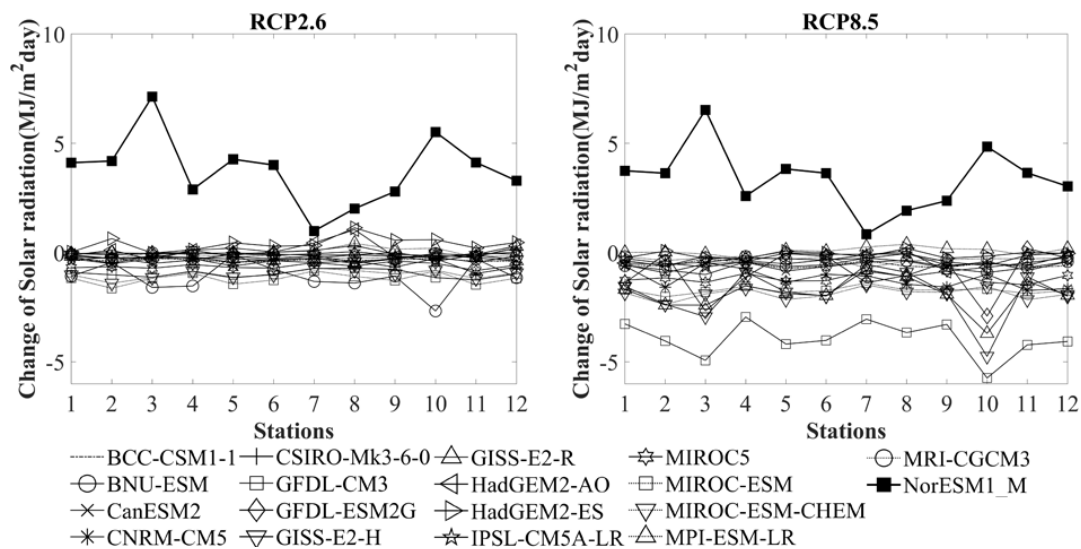 RCP2.6
RCP8.5
Change of Solar radiation(MJ/m²day)
10
5
0
-5
1 2 3 4 5 6 7 8 9 10 11 12
Stations
Change of Solar radiation(MJ/m²day)
10
5
0
-5
1 2 3 4 5 6 7 8 9 10 11 12
Stations
BCC-CSM1-1 CSIRO-Mk3-6-0 GISS-E2-R MIROC5 MRI-CGCM3
BNU-ESM GFDL-CM3 HadGEM2-AO MIROC-ESM NorESM1_M
CanESM2 GFDL-ESM2G HadGEM2-ES MIROC-ESM-CHEM
CNRM-CM5 GISS-E2-H IPSL-CM5A-LR MPI-ESM-LR